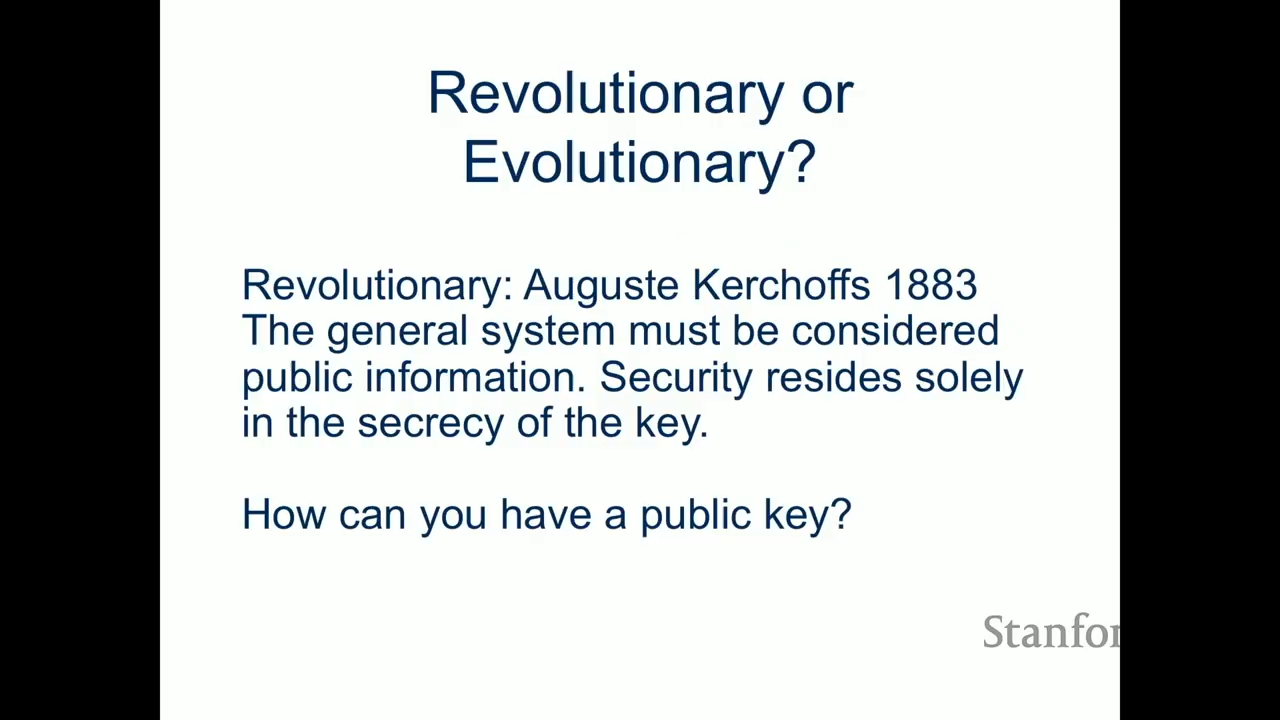 Revolutionary or
Evolutionary?
Revolutionary: Auguste Kerchoffs 1883
The general system must be considered
public information. Security resides solely
in the secrecy of the key.
How can you have a public key?
Stanfor